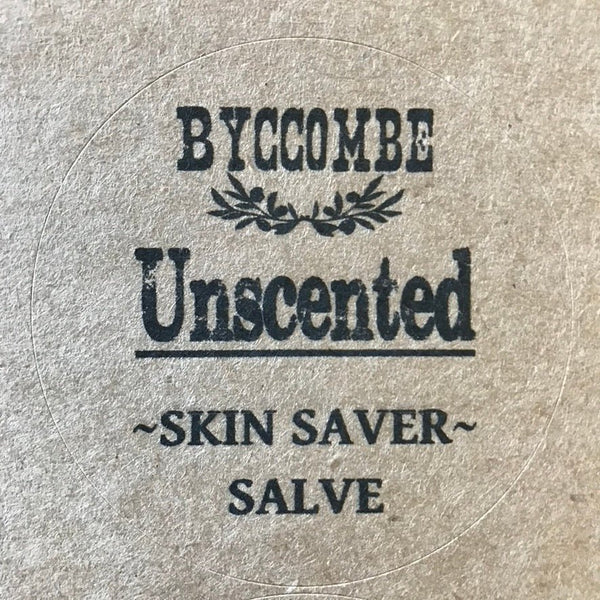 BYCCOMBE
Unscented
~SKIN SAVER~
SALVE